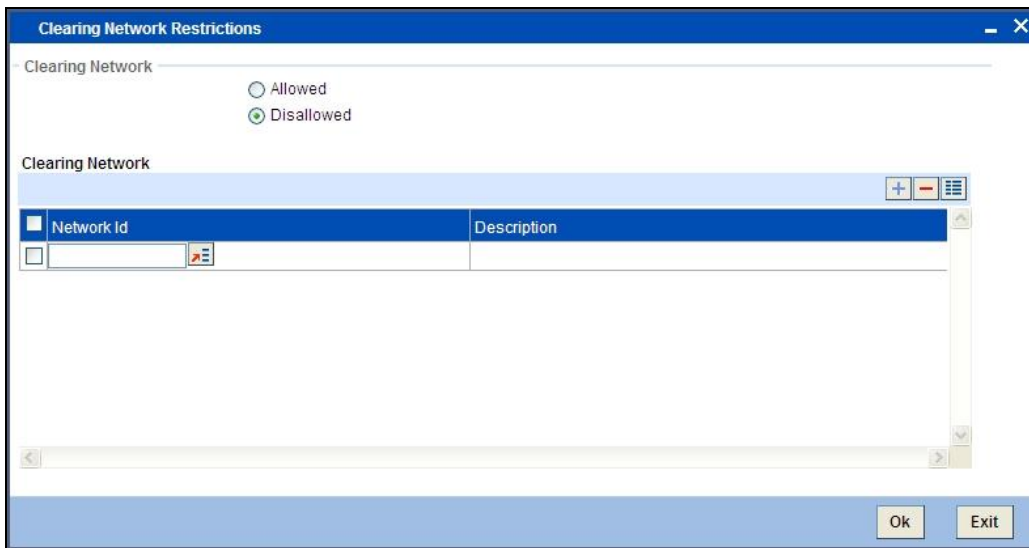 Clearing Network Restrictions
Clearing Network
Allowed
Disallowed
Clearing Network
Network Id Description
Ok Exit